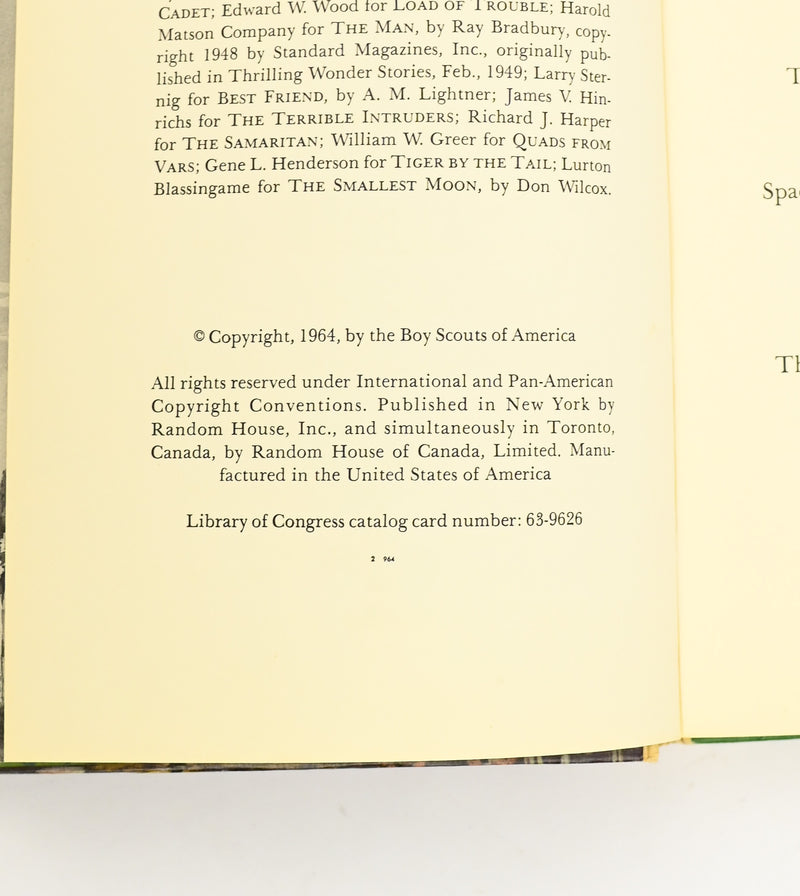 CADET; Edward W. Wood for LOAD OF TROUBLE; Harold
Matson Company for THE MAN, by Ray Bradbury, copy-
right 1948 by Standard Magazines, Inc., originally pub-
lished in Thrilling Wonder Stories, Feb., 1949; Larry Ster-
nig for BEST FRIEND, by A. M. Lightner; James V. Hin-
richs for THE TERRIBLE INTRUDERS; Richard J. Harper
for THE SAMARITAN; William W. Greer for QUADS FROM
VARS; Gene L. Henderson for TIGER BY THE TAIL; Lurton
Blassingame for THE SMALLEST MOON, by Don Wilcox.
© Copyright, 1964, by the Boy Scouts of America
All rights reserved under International and Pan-American
Copyright Conventions. Published in New York by
Random House, Inc., and simultaneously in Toronto,
Canada, by Random House of Canada, Limited. Manu-
factured in the United States of America
Library of Congress catalog card number: 63-9626
2 964
Spa
Th